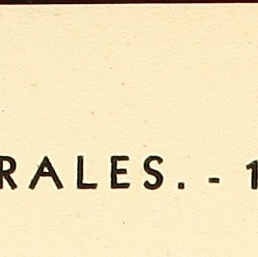 RALES. - 1